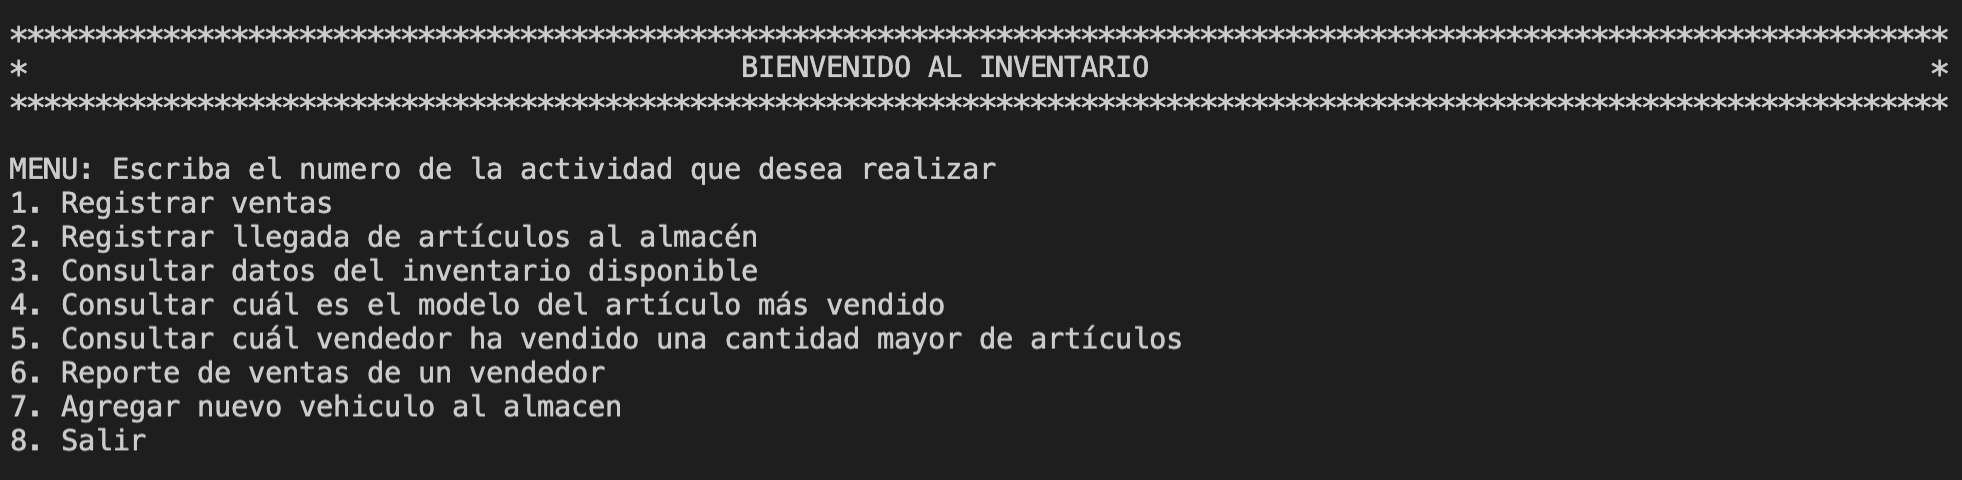 ******************************************************************************************************************
*                                          BIENVENIDO AL INVENTARIO                                              *
******************************************************************************************************************
MENU: Escriba el numero de la actividad que desea realizar
1. Registrar ventas
2. Registrar llegada de artículos al almacén
3. Consultar datos del inventario disponible
4. Consultar cuál es el modelo del artículo más vendido
5. Consultar cuál vendedor ha vendido una cantidad mayor de artículos
6. Reporte de ventas de un vendedor
7. Agregar nuevo vehiculo al almacen
8. Salir